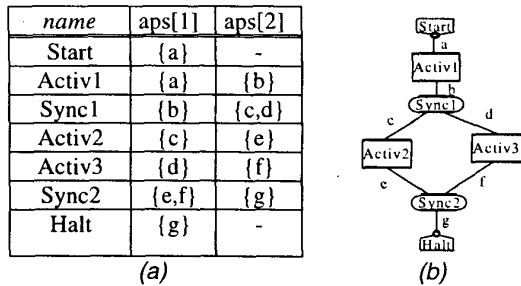 name aps[1] aps[2]
Start {a} -
Activ1 {a} {b}
Sync1 {b} {c,d}
Activ2 {c} {e}
Activ3 {d} {f}
Sync2 {e,f} {g}
Halt {g} -
(a)
Start
a
Activ1
b
Sync1
c d
Activ2 Activ3
e f
Sync2
g
Halt
(b)